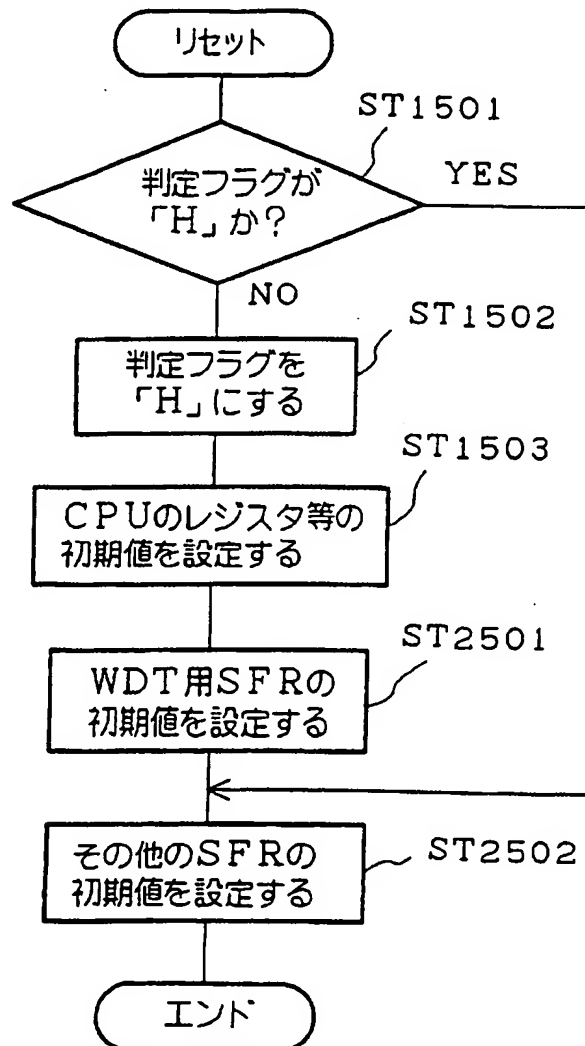 リセット
ST1501
判定フラグが
「H」か?
YES
NO
ST1502
判定フラグを
「H」にする
ST1503
CPUのレジスタ等の
初期値を設定する
ST2501
WDT用SFRの
初期値を設定する
その他のSFRの
初期値を設定する
ST2502
エンド